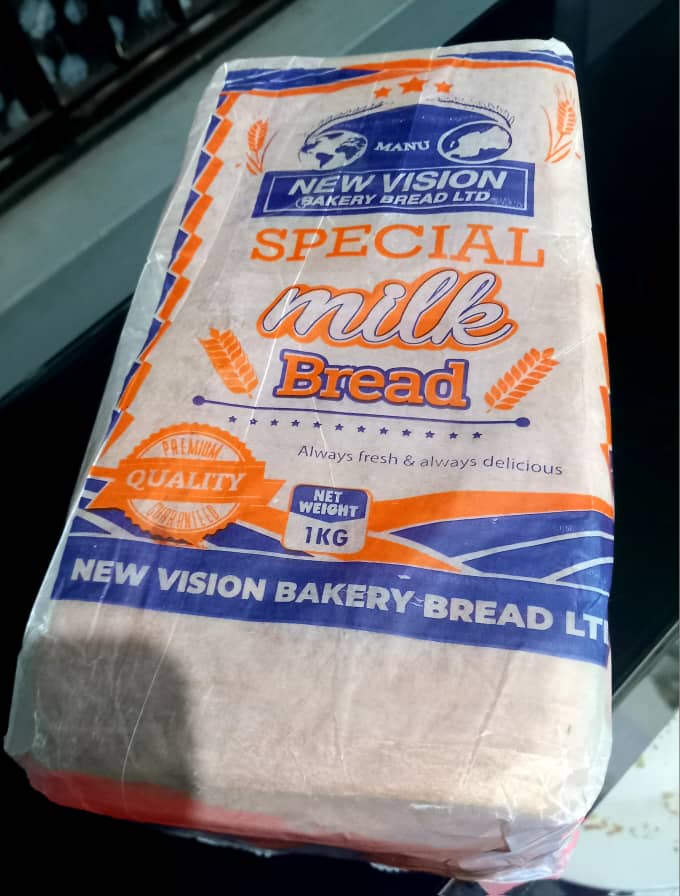 MANU
NEW VISION
BAKERY BREAD LTD
SPECIAL
milk
Bread
Always fresh & always delicious
PREMIUM
QUALITY
GUARANTEED
NET
WEIGHT
1KG
NEW VISION BAKERY BREAD LTD